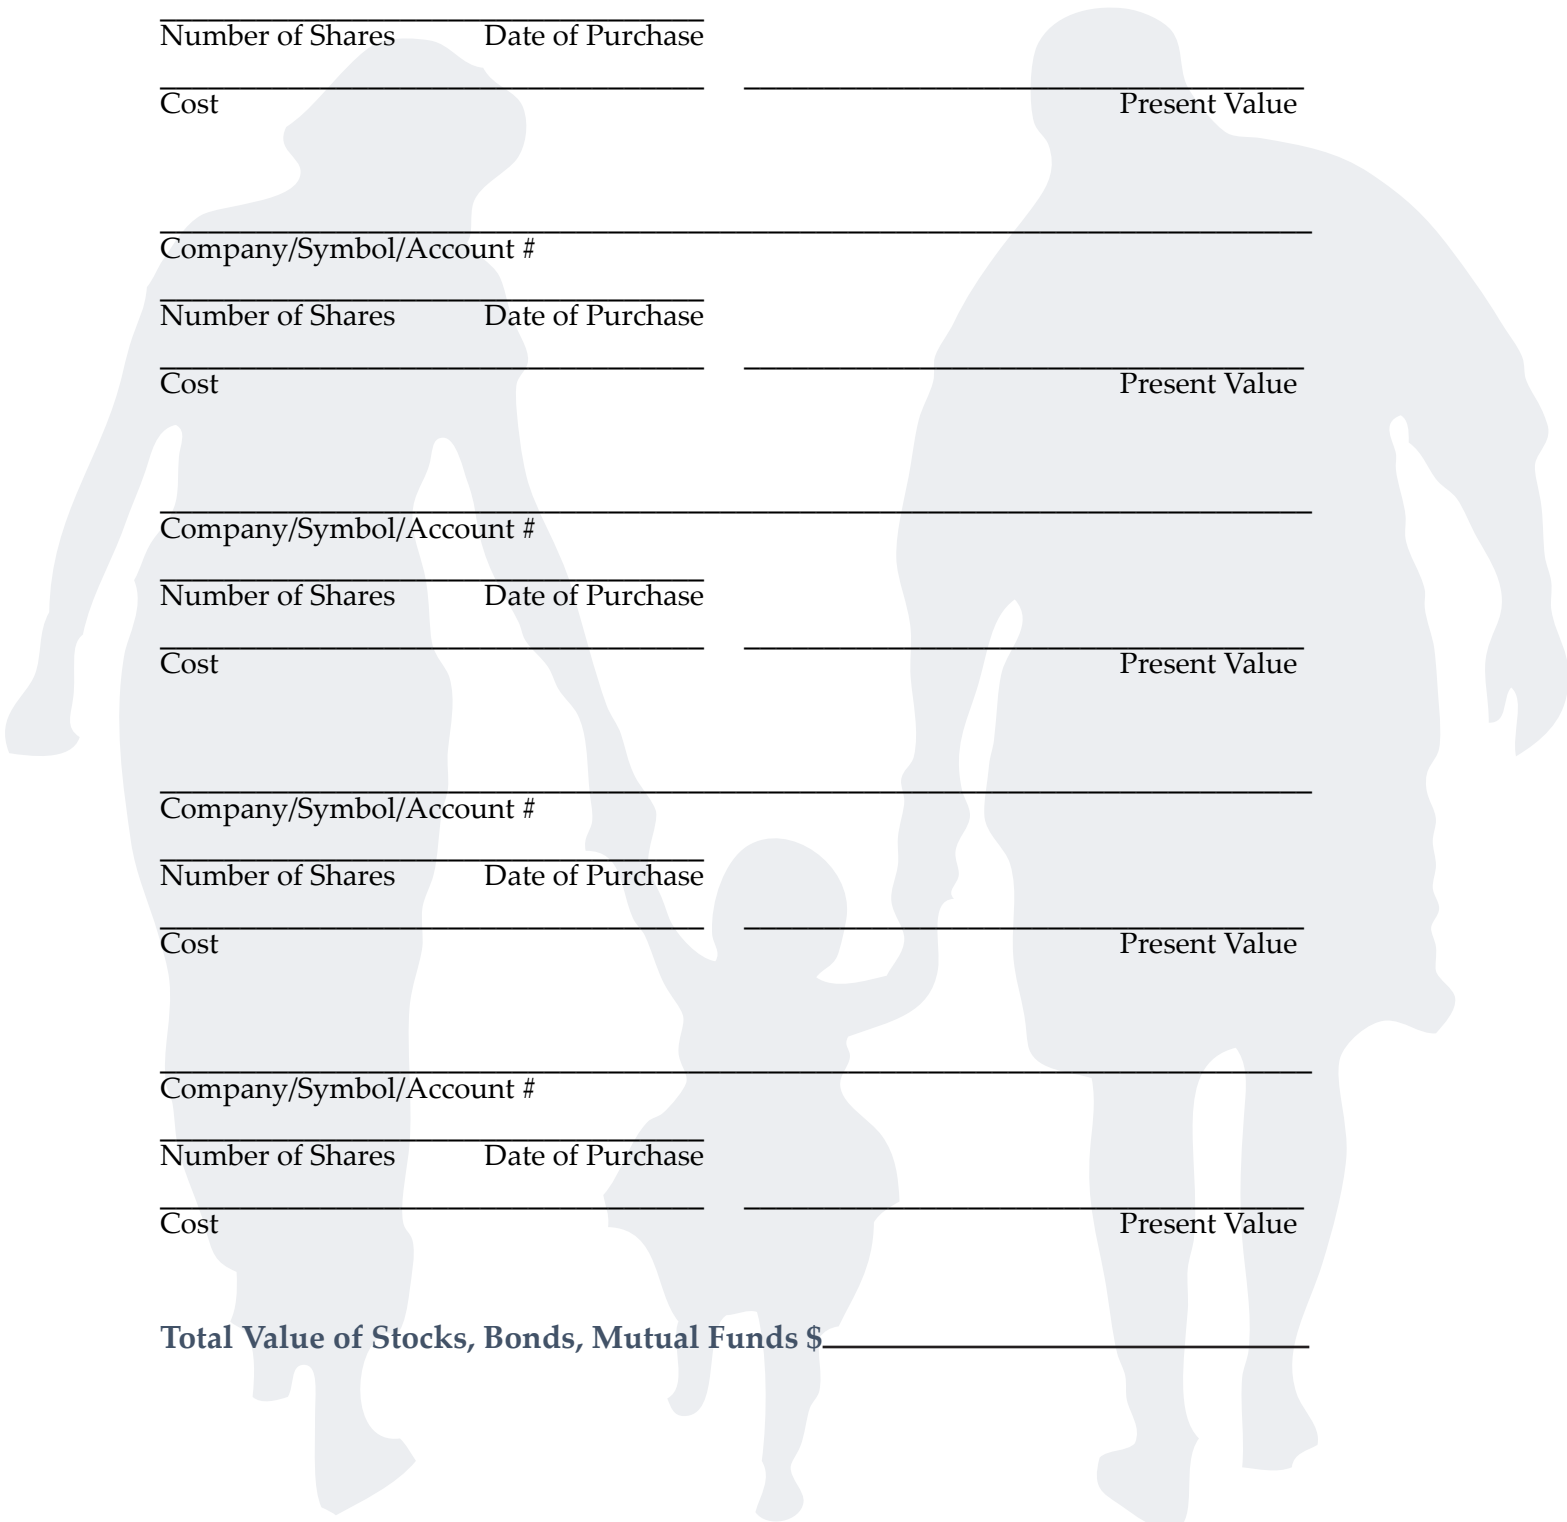 Number of Shares Date of Purchase
Cost Present Value
Company/Symbol/Account #
Number of Shares Date of Purchase
Cost Present Value
Company/Symbol/Account #
Number of Shares Date of Purchase
Cost Present Value
Company/Symbol/Account #
Number of Shares Date of Purchase
Cost Present Value
Company/Symbol/Account #
Number of Shares Date of Purchase
Cost Present Value
Total Value of Stocks, Bonds, Mutual Funds $